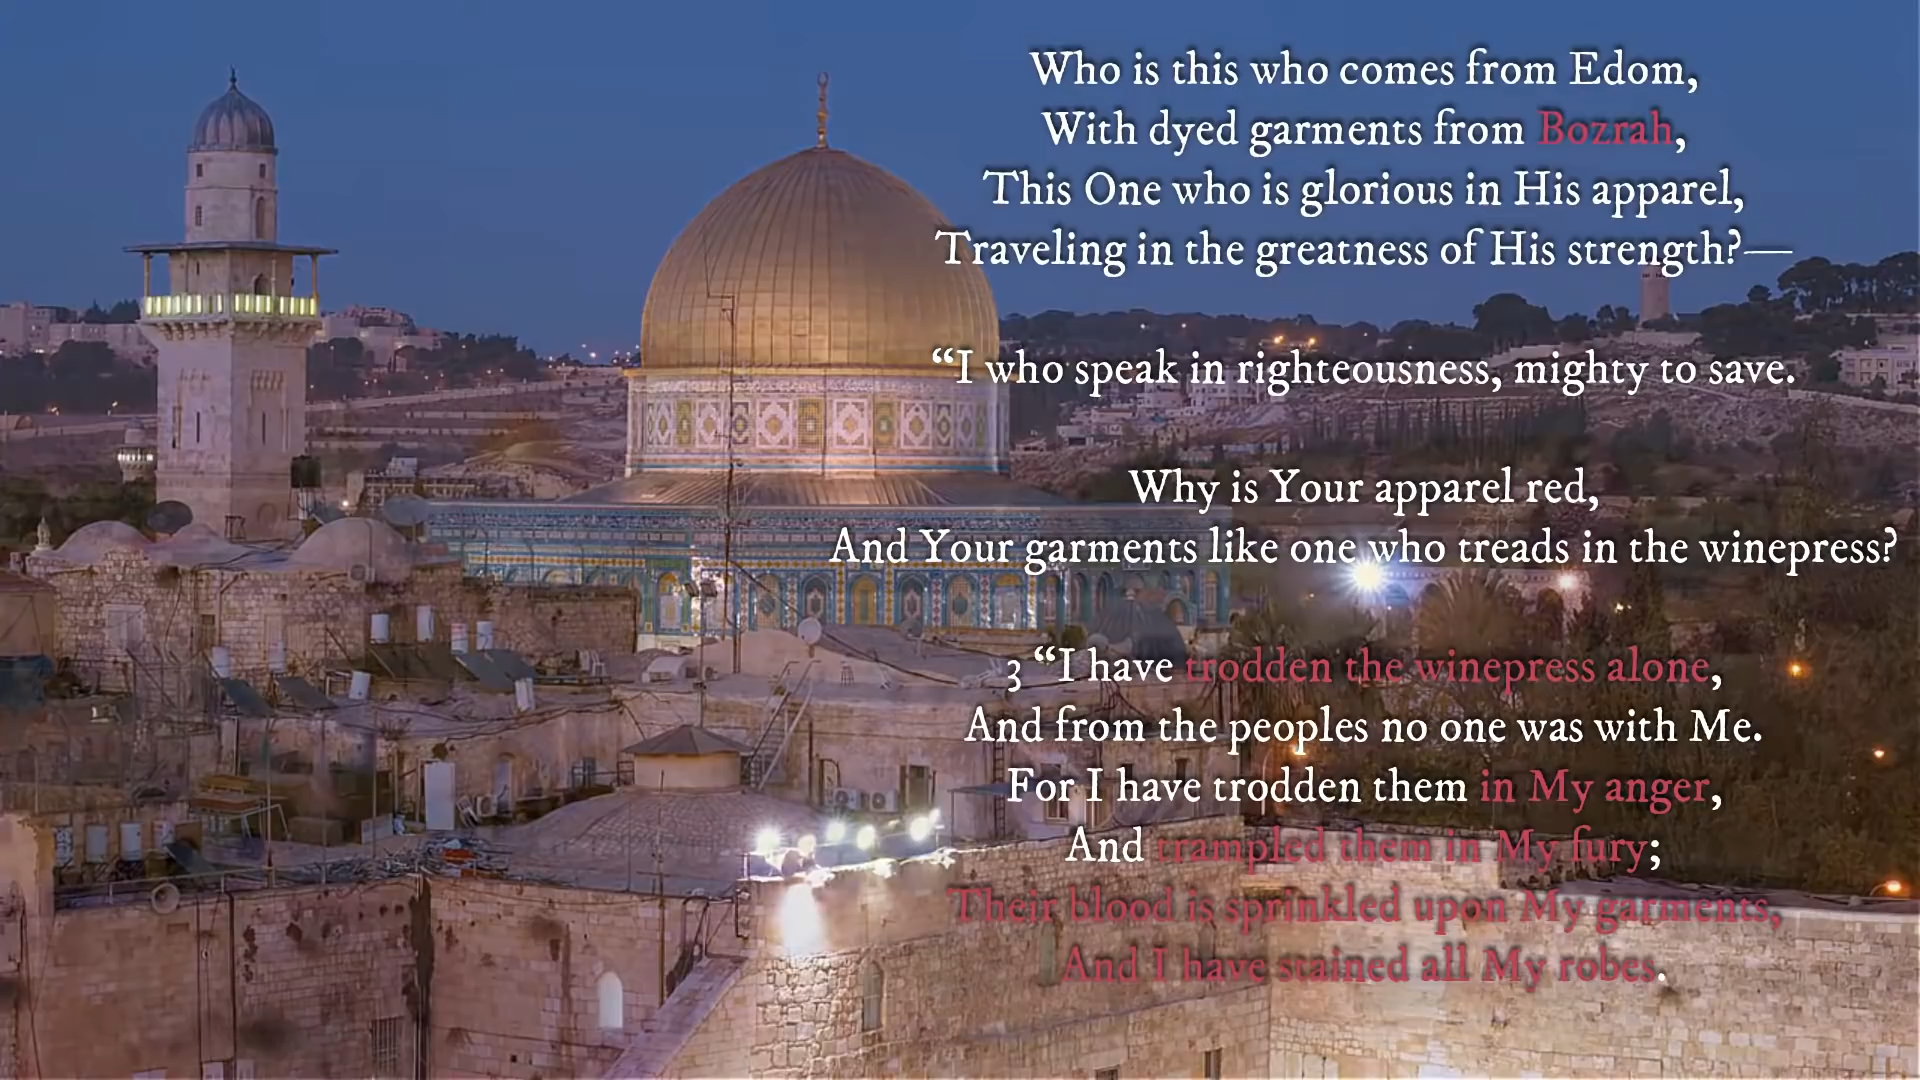 Who is this who comes from Edom,
With dyed garments from Bozrah,
This One who is glorious in His apparel,
Traveling in the greatness of His strength?—
“I who speak in righteousness, mighty to save.
Why is Your apparel red,
And Your garments like one who treads in the winepress?
3 “I have trodden the winepress alone,
And from the peoples no one was with Me.
For I have trodden them in My anger,
And trampled them in My fury;
Their blood is sprinkled upon My garments,
And I have stained all My robes.